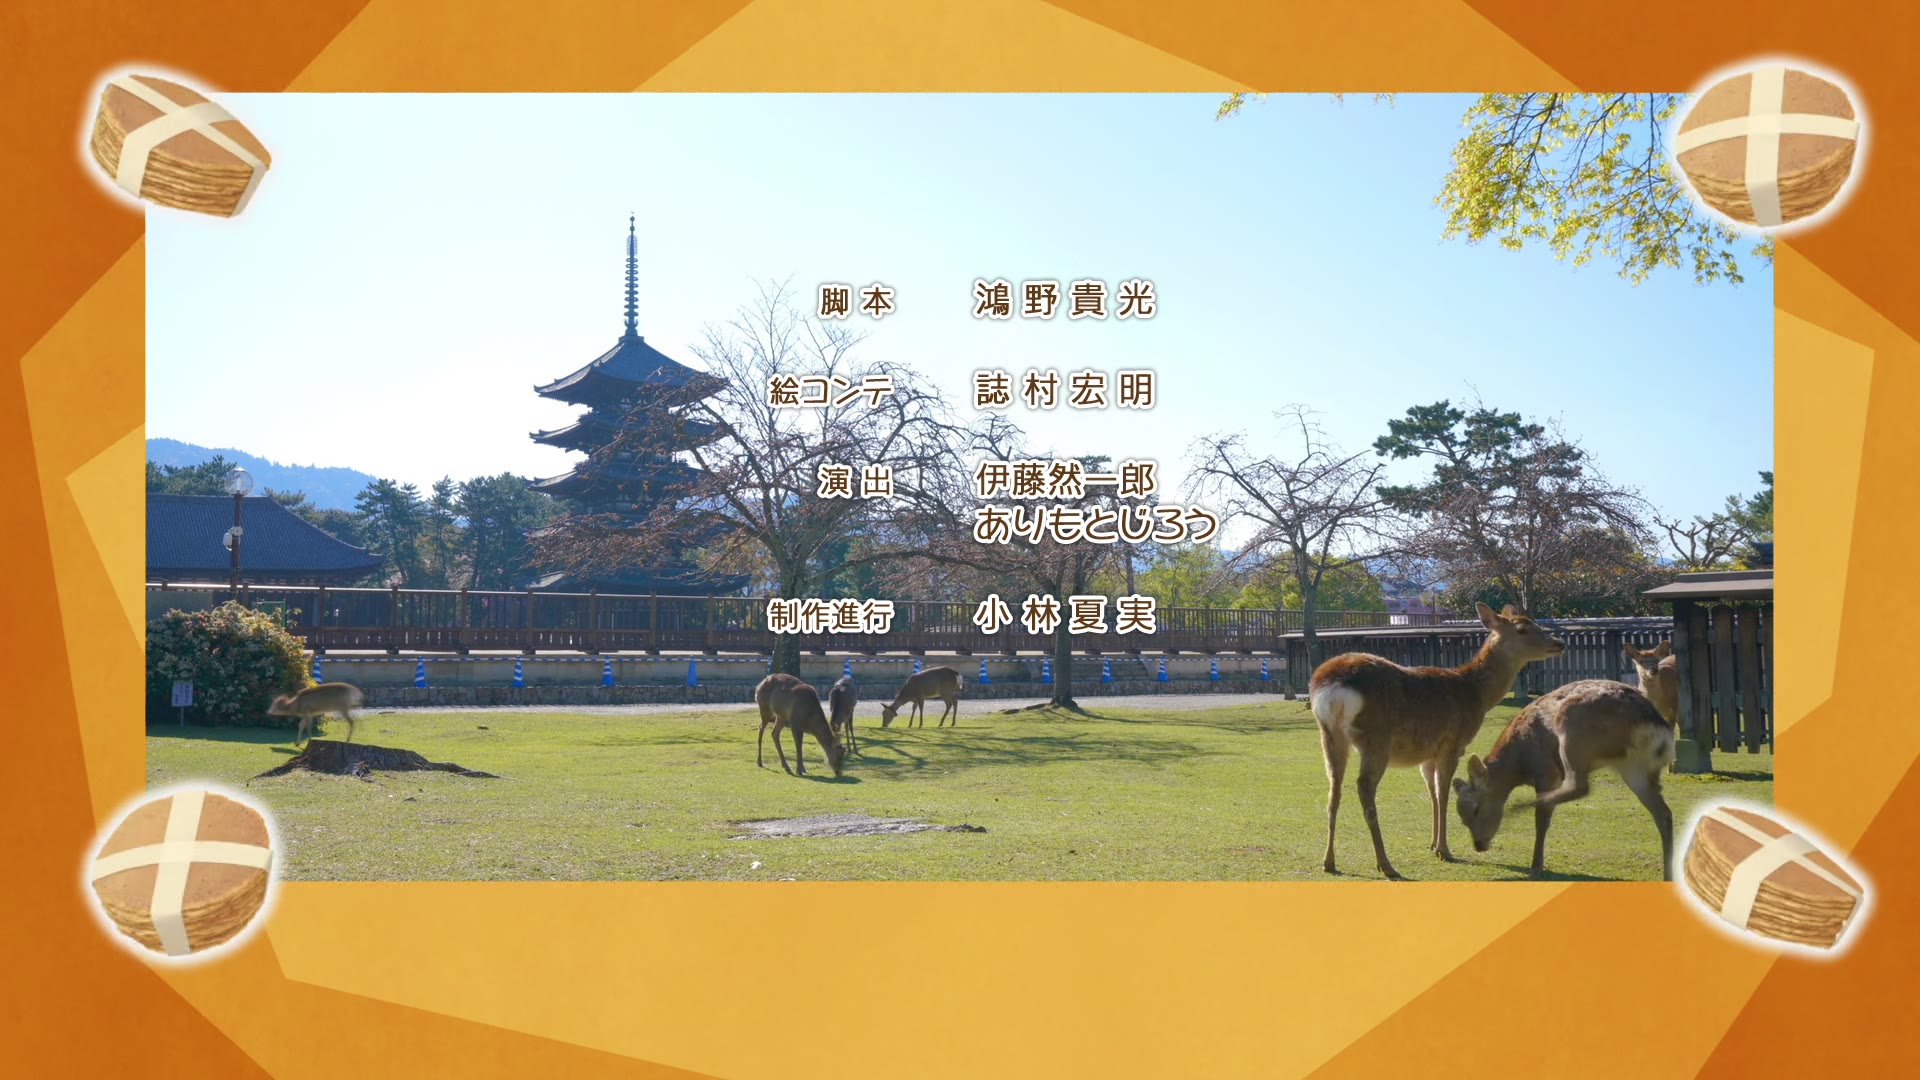 脚本 鴻野貴光
絵コンテ 誌村宏明
演出 伊藤然一郎
ありもとじろう
制作進行 小林夏実